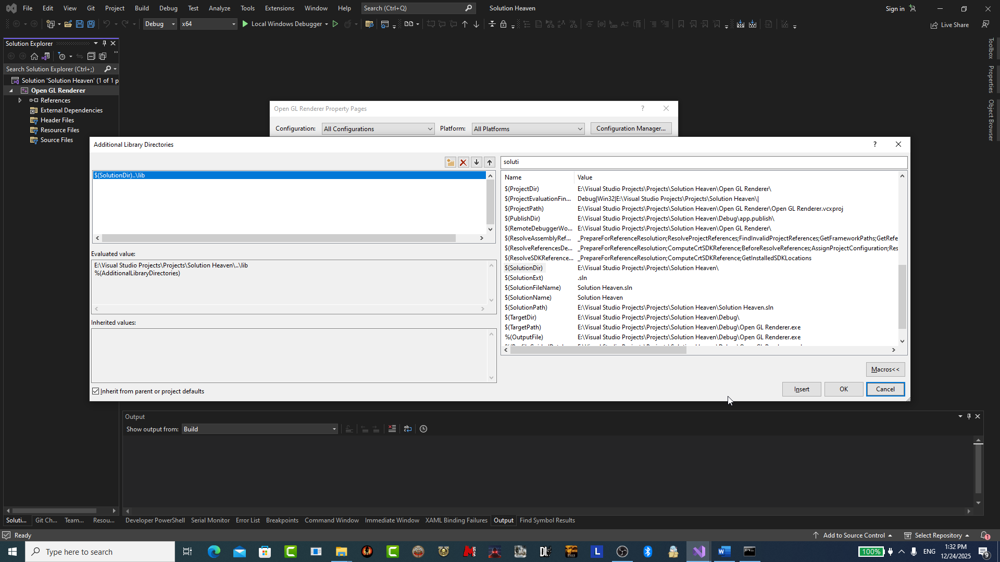 File Edit View Git Project Build Debug Test Analyze Tools Extensions Window Help Search (Ctrl+Q) Solution Heaven Sign in
Debug x64 Local Windows Debugger Live Share
Solution Explorer
Search Solution Explorer (Ctrl+;)
Solution 'Solution Heaven' (1 of 1 p
Open GL Renderer
References
External Dependencies
Header Files
Resource Files
Source Files
Toolbox
Properties
Object Browser
Open GL Renderer Property Pages ?
Configuration: All Configurations Platform: All Platforms Configuration Manager...
Additional Library Directories ?
$(SolutionDir)..\lib
Evaluated value:
E:\Visual Studio Projects\Projects\Solution Heaven\..\lib
%(AdditionalLibraryDirectories)
Inherited values:
Inherit from parent or project defaults
soluti
Name Value
$(ProjectDir) E:\Visual Studio Projects\Projects\Solution Heaven\Open GL Renderer\
$(ProjectEvaluationFin... Debug|Win32|E:\Visual Studio Projects\Projects\Solution Heaven\|
$(ProjectPath) E:\Visual Studio Projects\Projects\Solution Heaven\Open GL Renderer\Open GL Renderer.vcxproj
$(PublishDir) E:\Visual Studio Projects\Projects\Solution Heaven\Debug\app.publish\
$(RemoteDebuggerWo... E:\Visual Studio Projects\Projects\Solution Heaven\Open GL Renderer\
$(ResolveAssemblyRef... _PrepareForReferenceResolution;ResolveProjectReferences;FindInvalidProjectReferences;GetFrameworkPaths;GetRefe
$(ResolveReferencesDe... _PrepareForReferenceResolution;ComputeCrtSDKReference;BeforeResolveReferences;AssignProjectConfiguration;Res
$(ResolveSDKReference... _PrepareForReferenceResolution;ComputeCrtSDKReference;GetInstalledSDKLocations
$(SolutionDir) E:\Visual Studio Projects\Projects\Solution Heaven\
$(SolutionExt) .sln
$(SolutionFileName) Solution Heaven.sln
$(SolutionName) Solution Heaven
$(SolutionPath) E:\Visual Studio Projects\Projects\Solution Heaven\Solution Heaven.sln
$(TargetDir) E:\Visual Studio Projects\Projects\Solution Heaven\Debug\
$(TargetPath) E:\Visual Studio Projects\Projects\Solution Heaven\Debug\Open GL Renderer.exe
%(OutputFile) E:\Visual Studio Projects\Projects\Solution Heaven\Debug\Open GL Renderer.exe
Macros<<
Insert OK Cancel
Output
Show output from: Build
Soluti... Git Ch... Team... Resou... Developer PowerShell Serial Monitor Error List Breakpoints Command Window Immediate Window XAML Binding Failures Output Find Symbol Results
Ready Add to Source Control Select Repository 1
Type here to search 100% ENG 1:32 PM
12/24/2025 9